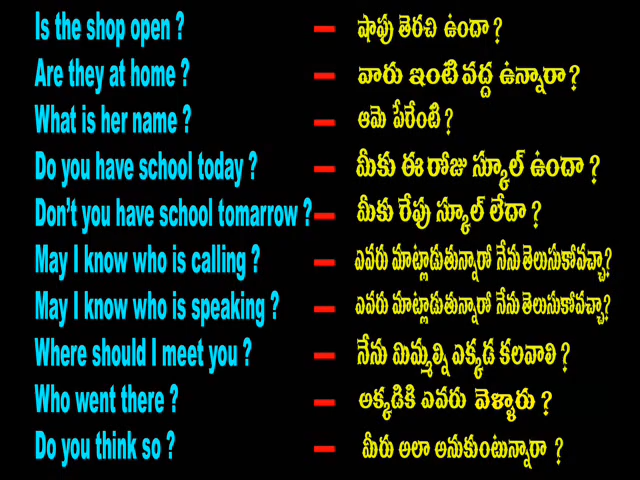 Is the shop open ? – షాపు తెరచి ఉందా ?
Are they at home ? – వారు ఇంటి వద్ద ఉన్నారా ?
What is her name ? – ఆమె పేరేంటి ?
Do you have school today ? – మీకు ఈ రోజు స్కూల్ ఉందా ?
Don't you have school tomarrow ? – మీకు రేపు స్కూల్ లేదా ?
May I know who is calling ? – ఎవరు మాట్లాడుతున్నారో నేను తెలుసుకోవచ్చా?
May I know who is speaking ? – ఎవరు మాట్లాడుతున్నారో నేను తెలుసుకోవచ్చా?
Where should I meet you ? – నేను మిమ్మల్ని ఎక్కడ కలవాలి ?
Who went there ? – అక్కడికి ఎవరు వెళ్ళారు ?
Do you think so ? – మీరు అలా అనుకుంటున్నారా ?